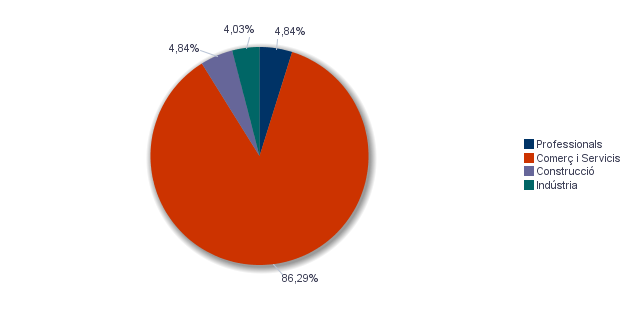 4,03%
4,84%
4,84%
Professionals
Comerç i Servicis
Construcció
Indústria
86,29%